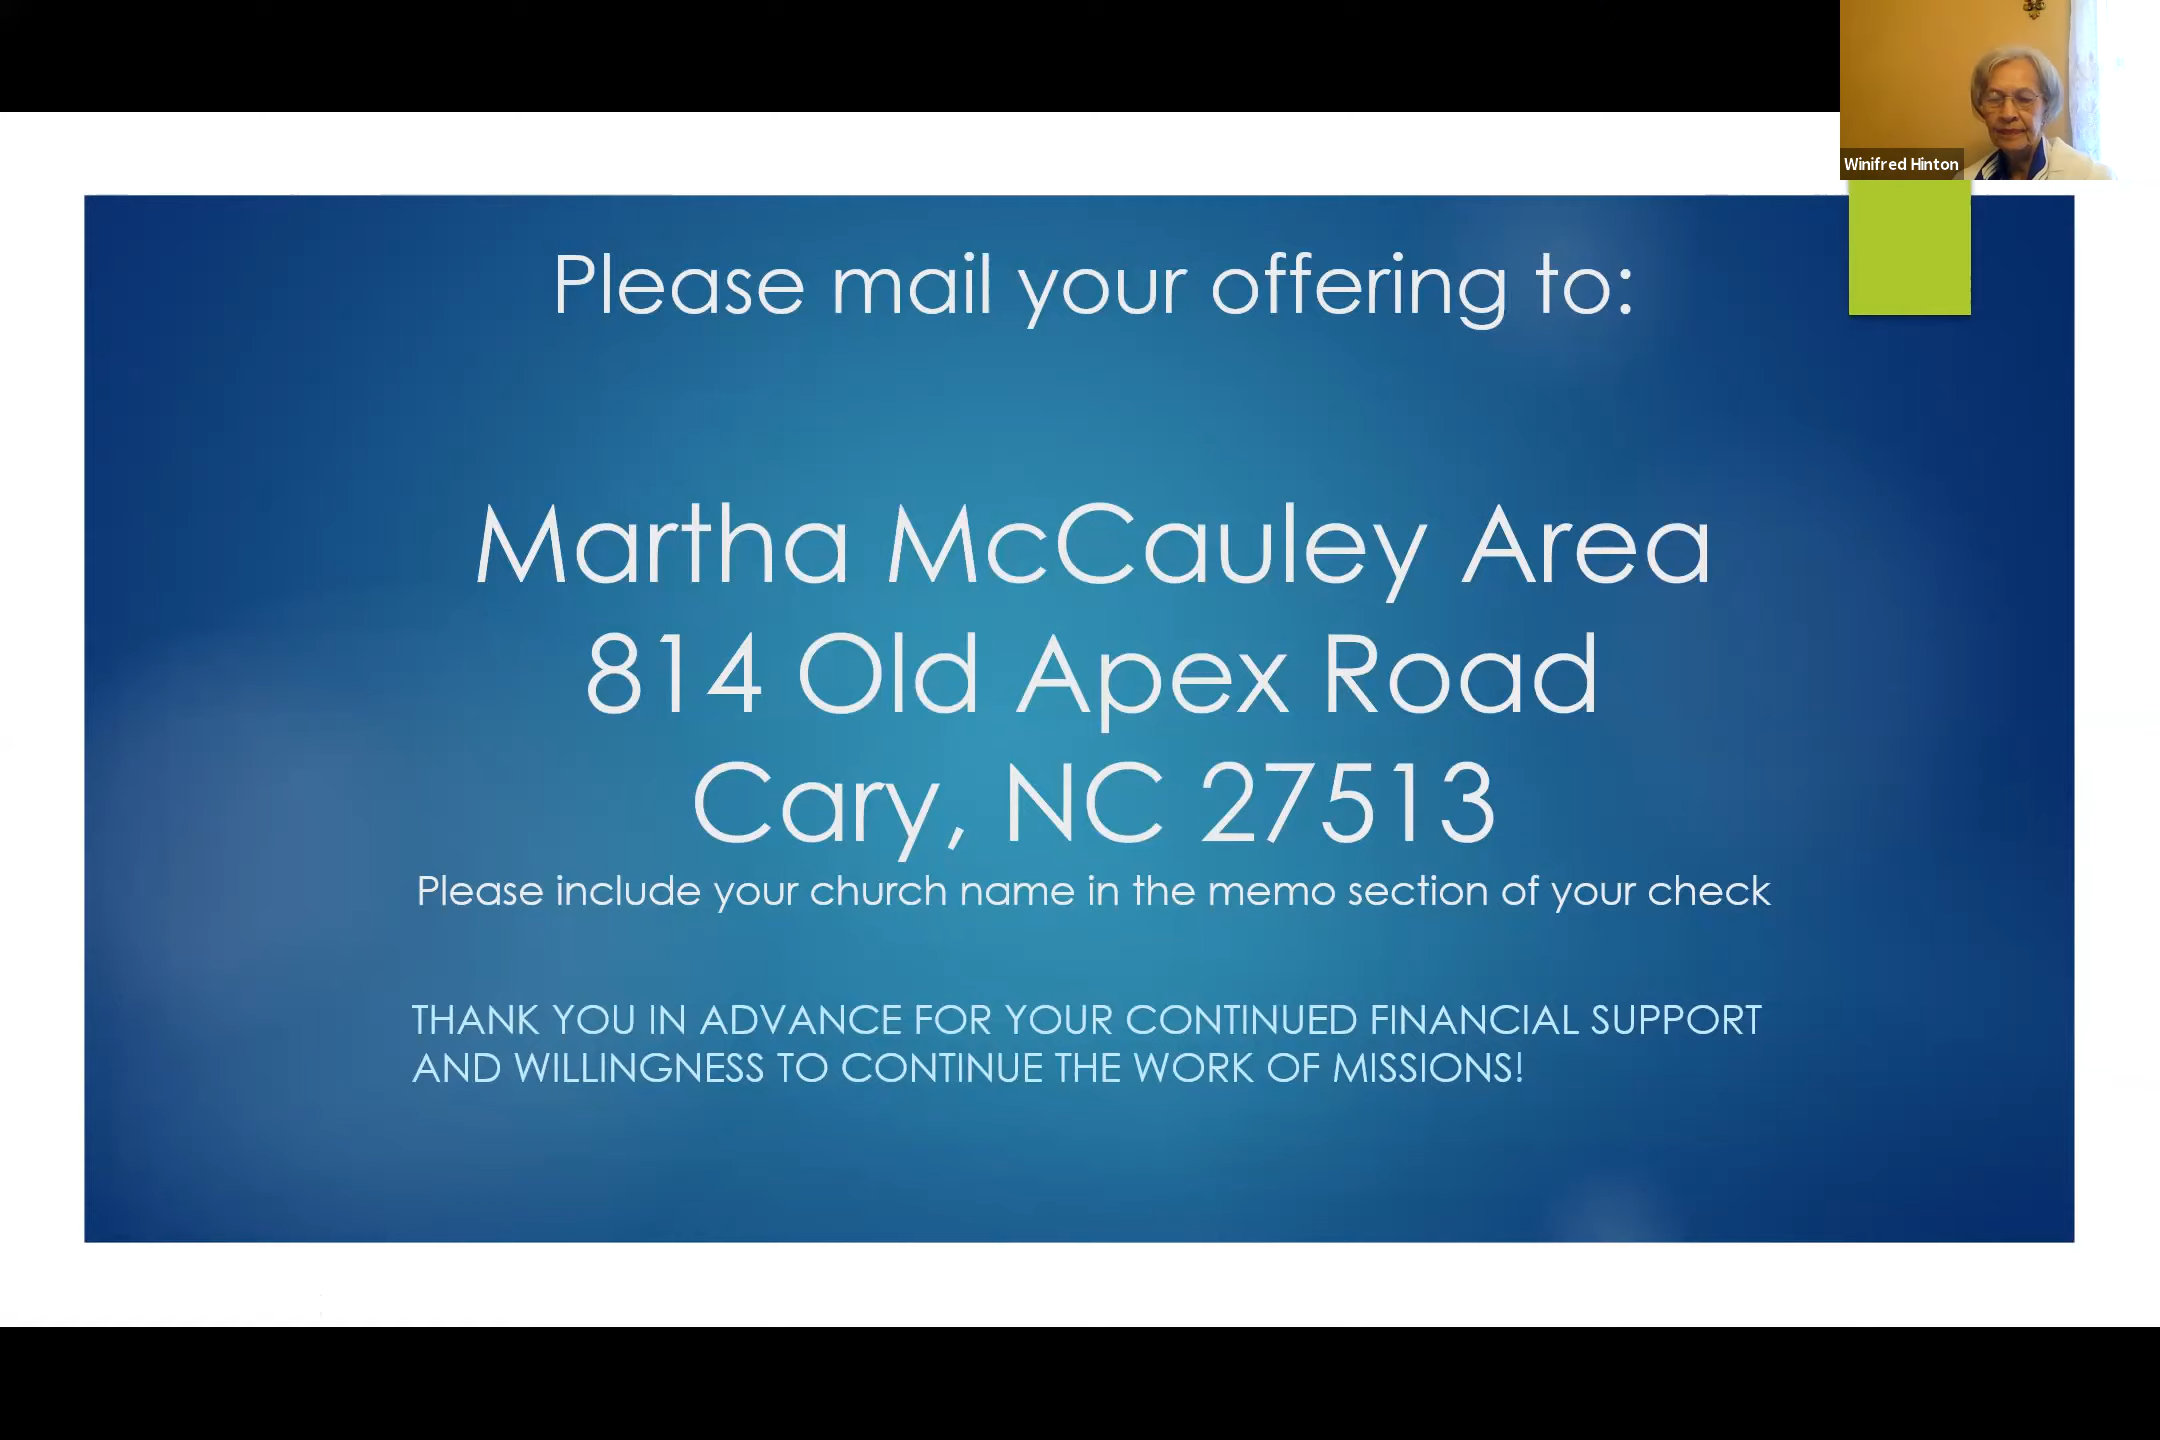 Winifred Hinton
Please mail your offering to:
Martha McCauley Area
814 Old Apex Road
Cary, NC 27513
Please include your church name in the memo section of your check
THANK YOU IN ADVANCE FOR YOUR CONTINUED FINANCIAL SUPPORT
AND WILLINGNESS TO CONTINUE THE WORK OF MISSIONS!